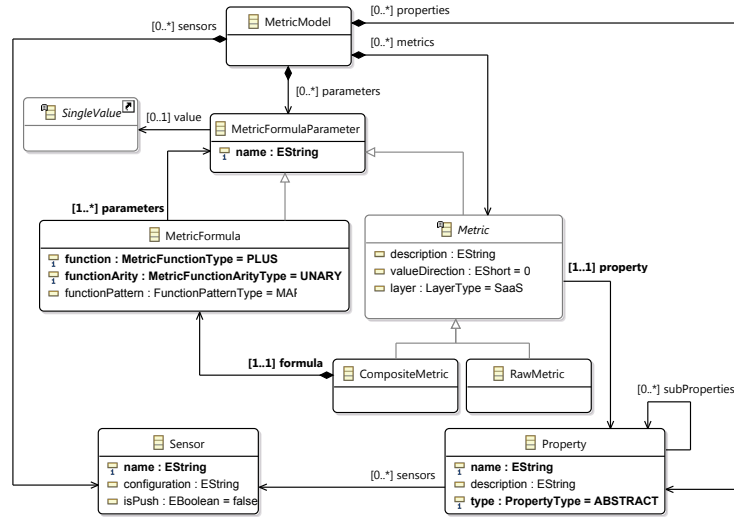 [0..*] properties
[0..*] sensors
MetricModel
[0..*] metrics
[0..*] parameters
SingleValue
[0..1] value
MetricFormulaParameter
name : EString
[1..*] parameters
MetricFormula
function : MetricFunctionType = PLUS
functionArity : MetricFunctionArityType = UNARY
functionPattern : FunctionPatternType = MAP
Metric
description : EString
valueDirection : EShort = 0
layer : LayerType = SaaS
[1..1] property
[1..1] formula
CompositeMetric
RawMetric
[0..*] subProperties
Sensor
name : EString
configuration : EString
isPush : EBoolean = false
[0..*] sensors
Property
name : EString
description : EString
type : PropertyType = ABSTRACT